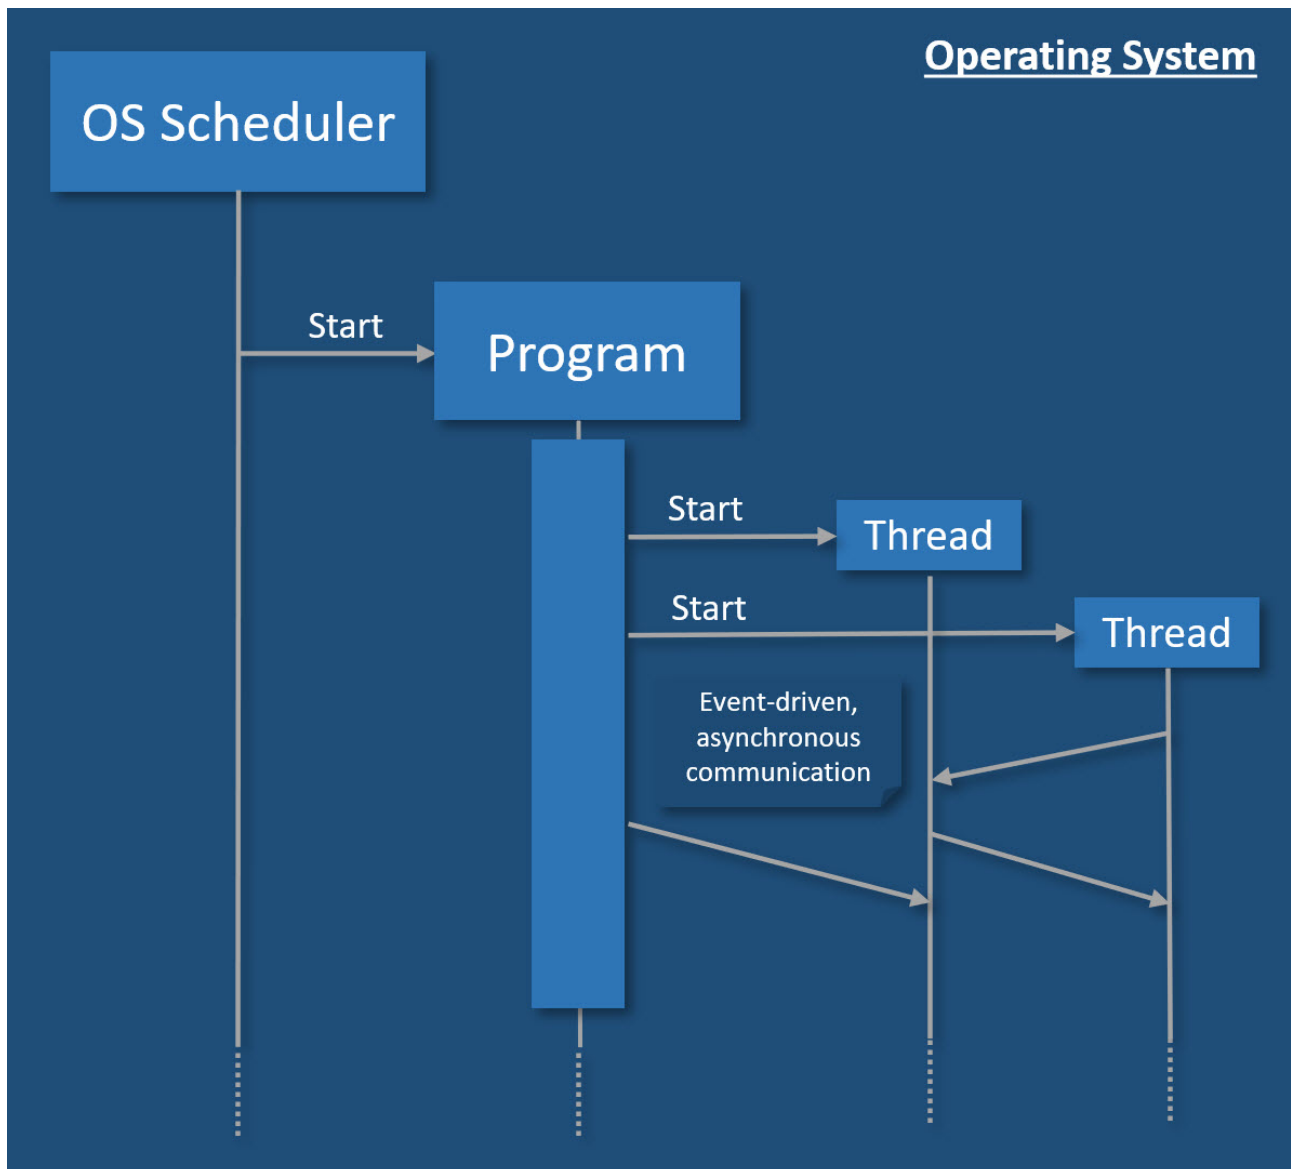 Operating System
OS Scheduler
Start
Program
Start
Thread
Start
Thread
Event-driven,
asynchronous
communication